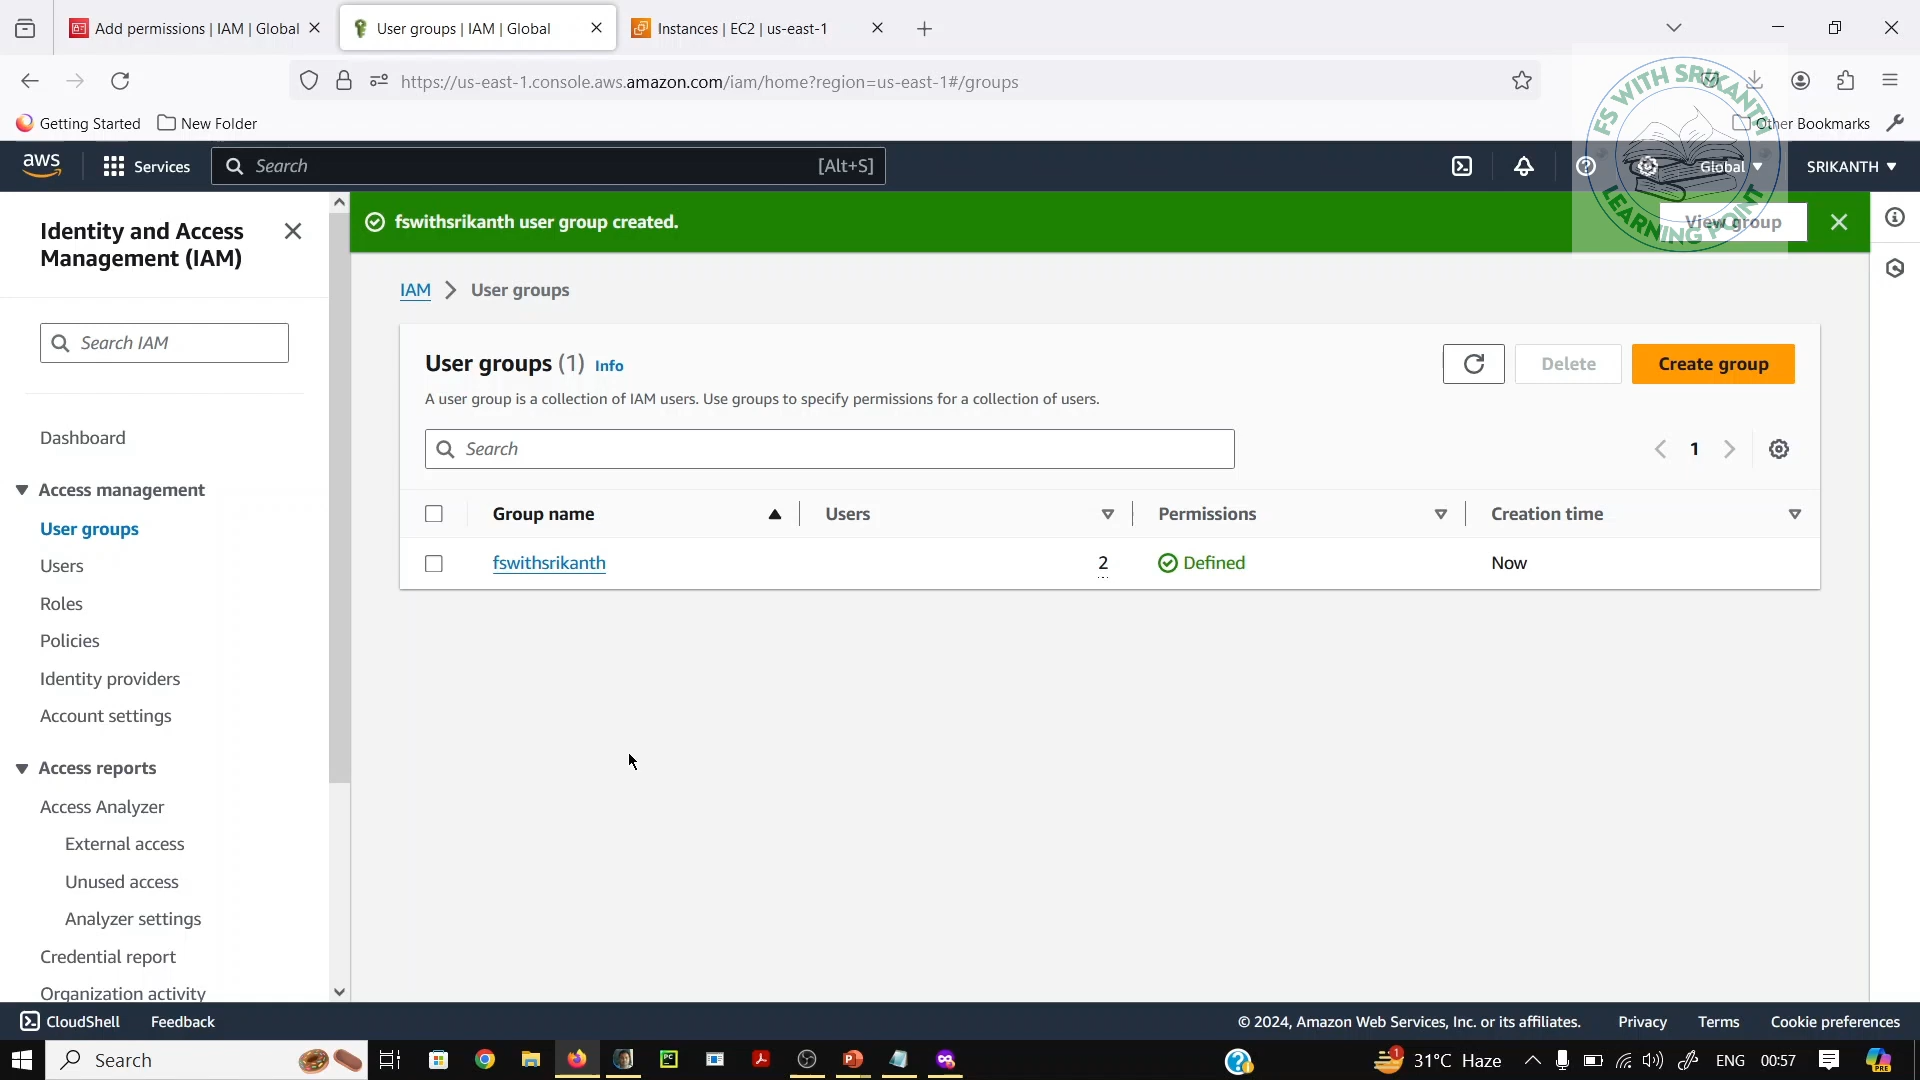 Add permissions | IAM | Global
User groups | IAM | Global
Instances | EC2 | us-east-1
https://us-east-1.console.aws.amazon.com/iam/home?region=us-east-1#/groups
Getting Started
New Folder
Other Bookmarks
aws
Services
Search
[Alt+S]
Global
SRIKANTH
FS WITH SRIKANTH
LEARNING POINT
Identity and Access
Management (IAM)
fswithsrikanth user group created.
View group
IAM
User groups
Search IAM
User groups (1) Info
Delete
Create group
A user group is a collection of IAM users. Use groups to specify permissions for a collection of users.
Search
1
Dashboard
Access management
User groups
Users
Roles
Policies
Identity providers
Account settings
Access reports
Access Analyzer
External access
Unused access
Analyzer settings
Credential report
Organization activity
Group name
Users
Permissions
Creation time
fswithsrikanth
2
Defined
Now
CloudShell
Feedback
© 2024, Amazon Web Services, Inc. or its affiliates.
Privacy
Terms
Cookie preferences
Search
31°C Haze
ENG
00:57